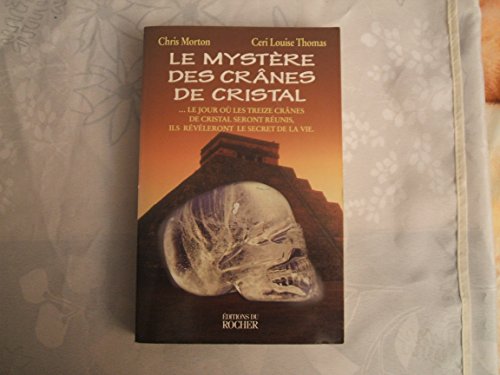 Chris Morton Ceri Louise Thomas
LE MYSTÈRE
DES CRÂNES
DE CRISTAL
... LE JOUR OÙ LES TREIZE CRÂNES
DE CRISTAL SERONT RÉUNIS,
ILS RÉVÉLERONT LE SECRET DE LA VIE.
ÉDITIONS DU
ROCHER